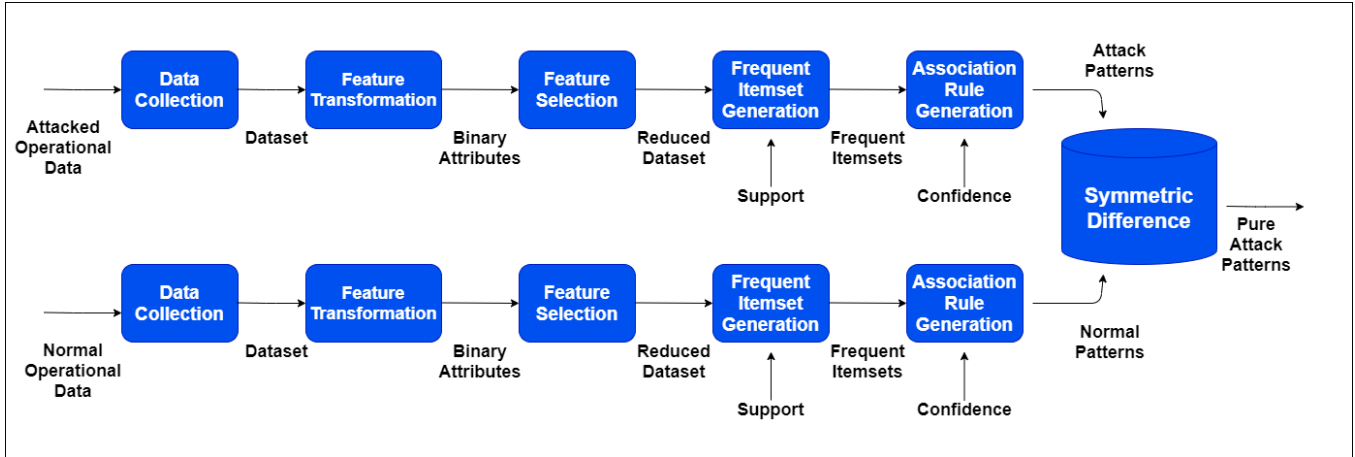 Data
Collection
Feature
Transformation
Feature
Selection
Frequent
Itemset
Generation
Association
Rule
Generation
Attack
Patterns
Attacked
Operational
Data
Dataset
Binary
Attributes
Reduced
Dataset
Frequent
Itemsets
Support
Confidence
Symmetric
Difference
Pure
Attack
Patterns
Data
Collection
Feature
Transformation
Feature
Selection
Frequent
Itemset
Generation
Association
Rule
Generation
Normal
Operational
Data
Dataset
Binary
Attributes
Reduced
Dataset
Frequent
Itemsets
Normal
Patterns
Support
Confidence